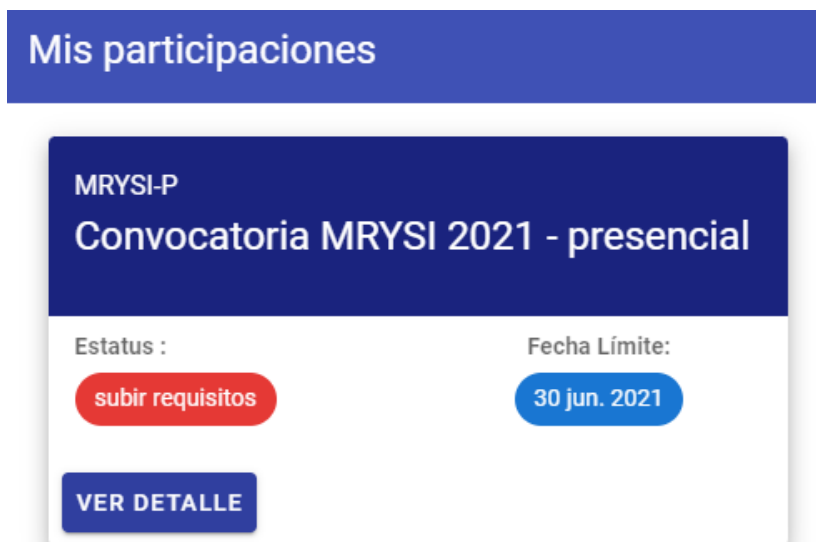 Mis participaciones
MRYSI-P
Convocatoria MRYSI 2021 - presencial
Estatus :
Fecha Límite:
subir requisitos
30 jun. 2021
VER DETALLE